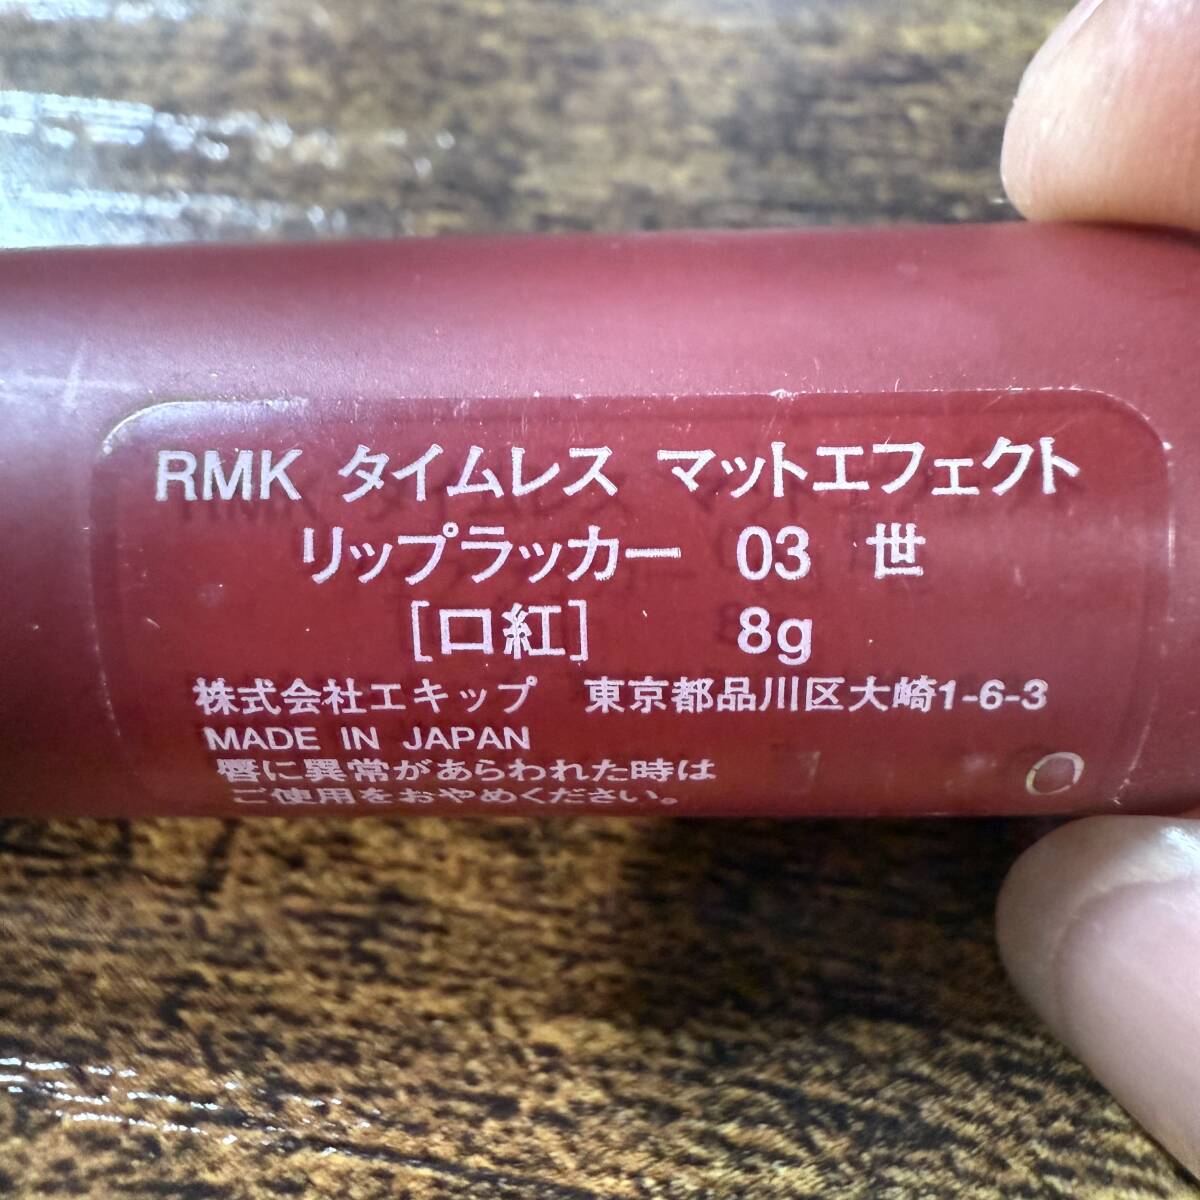 RMK タイムレス マットエフェクト
リップラッカー 03 世
[口紅] 8g
株式会社エキップ 東京都品川区大崎1-6-3
MADE IN JAPAN
唇に異常があらわれた時は
ご使用をおやめください。